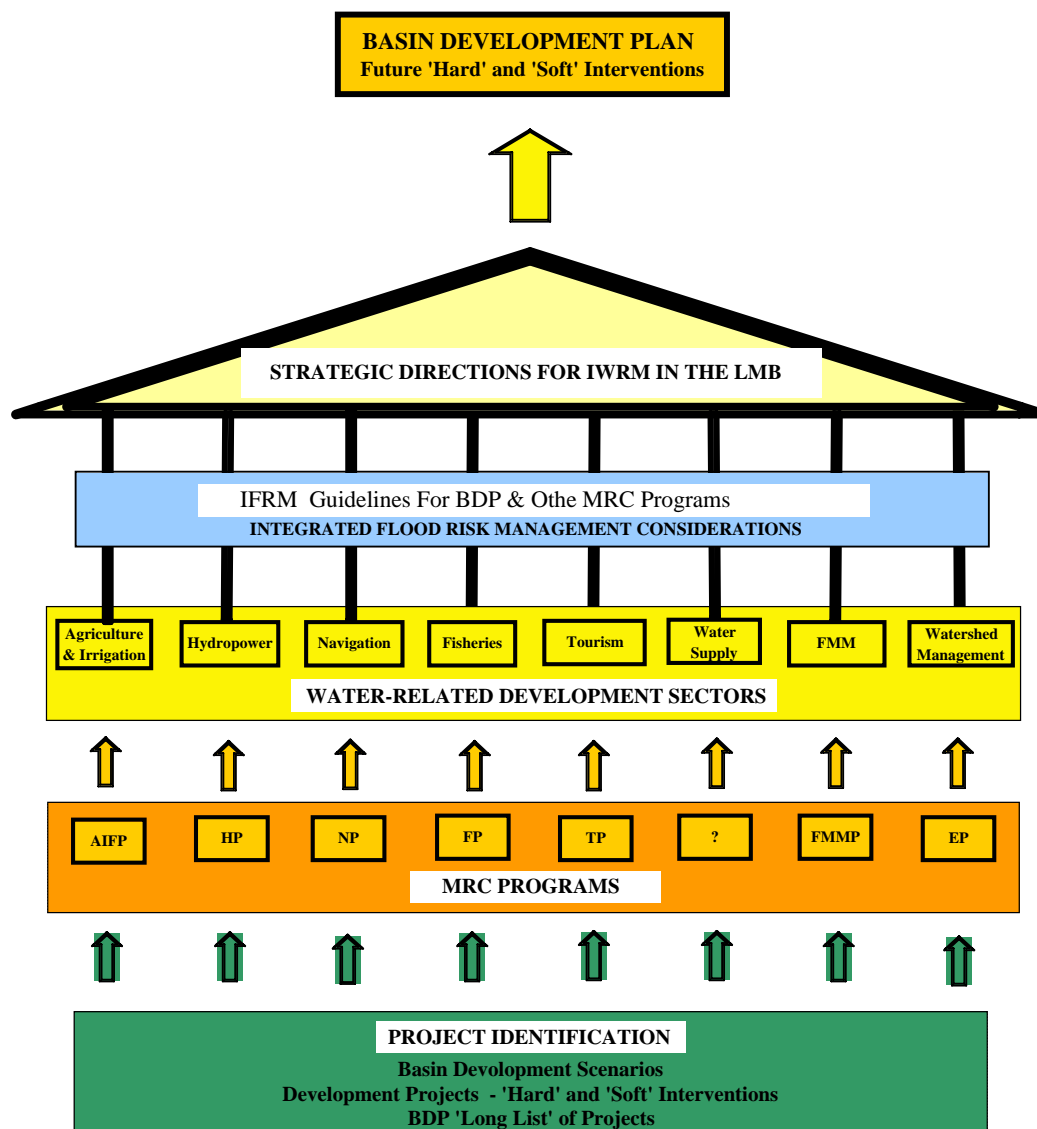 BASIN DEVELOPMENT PLAN
Future 'Hard' and 'Soft' Interventions
STRATEGIC DIRECTIONS FOR IWRM IN THE LMB
IFRM Guidelines For BDP & Othe MRC Programs
INTEGRATED FLOOD RISK MANAGEMENT CONSIDERATIONS
Agriculture
& Irrigation
Hydropower
Navigation
Fisheries
Tourism
Water
Supply
FMM
Watershed
Management
WATER-RELATED DEVELOPMENT SECTORS
AIFP
HP
NP
FP
TP
?
FMMP
EP
MRC PROGRAMS
PROJECT IDENTIFICATION
Basin Devolopment Scenarios
Development Projects - 'Hard' and 'Soft' Interventions
BDP 'Long List' of Projects